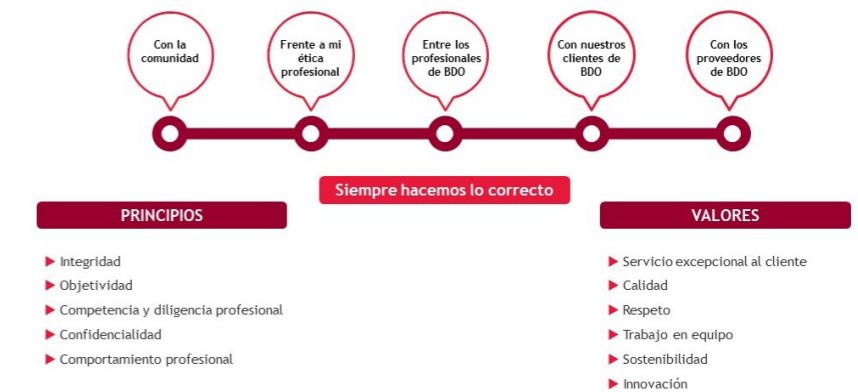 Con la
comunidad
Frente a mi
ética
profesional
Entre los
profesionales
de BDO
Con nuestros
clientes de
BDO
Con los
proveedores
de BDO
Siempre hacemos lo correcto
PRINCIPIOS
Integridad
Objetividad
Competencia y diligencia profesional
Confidencialidad
Comportamiento profesional
VALORES
Servicio excepcional al cliente
Calidad
Respeto
Trabajo en equipo
Sostenibilidad
Innovación